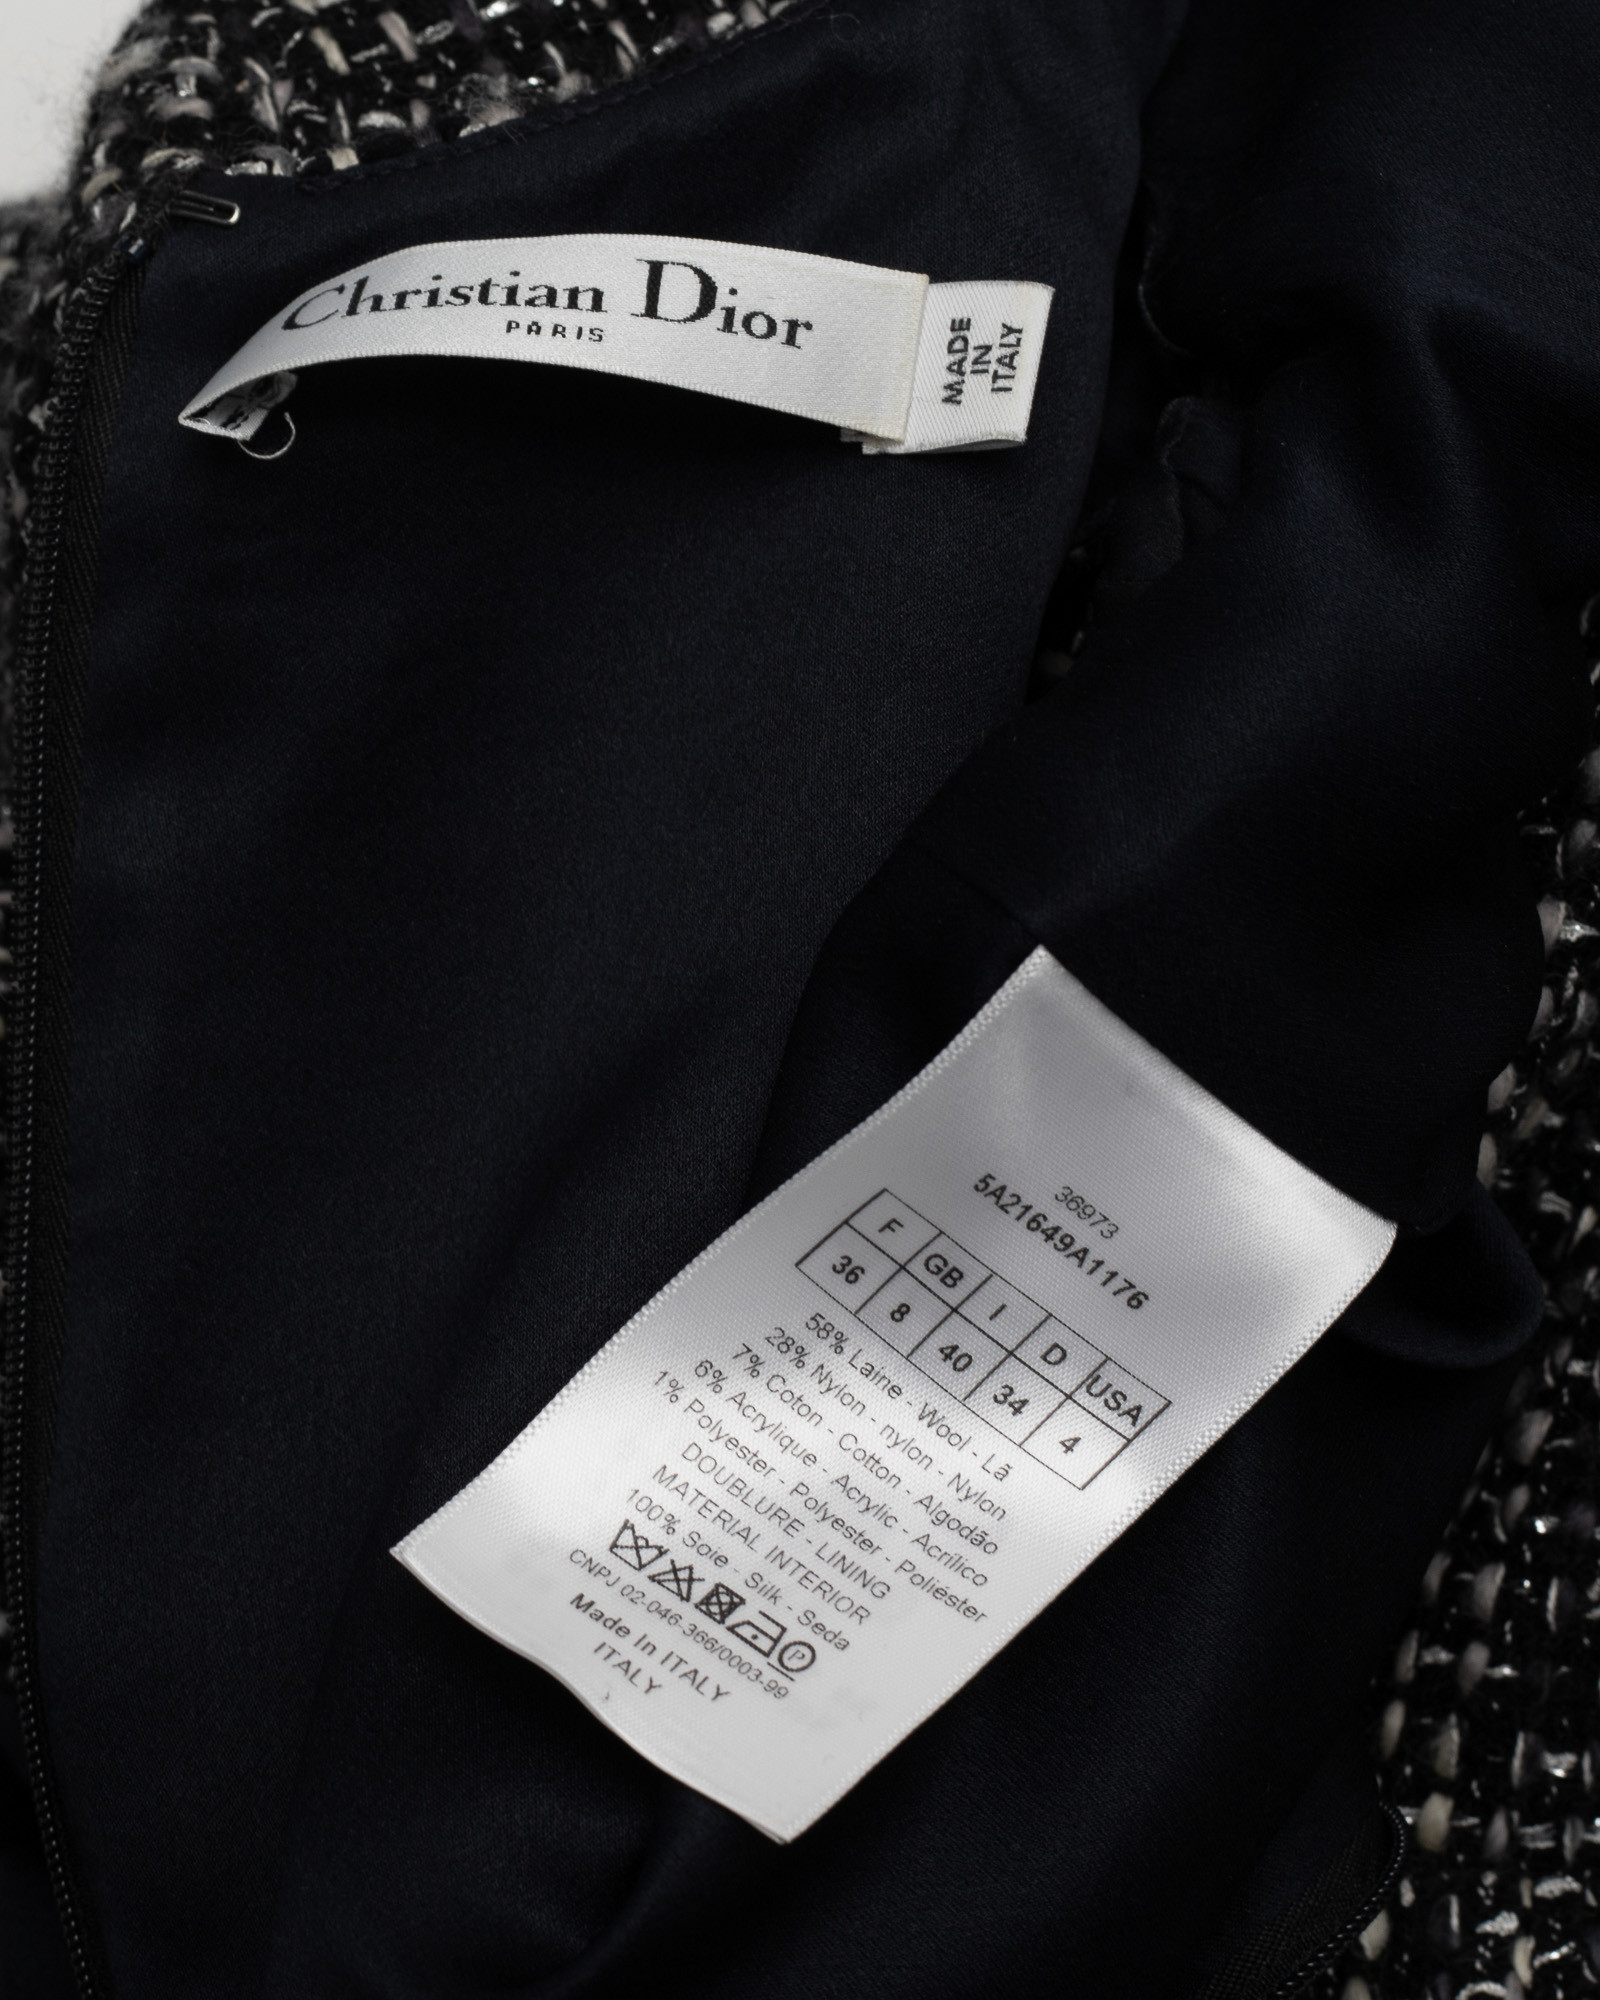 Christian Dior
PARIS
MADE
IN
ITALY
36973
5A21649A1176
F GB I D USA
36 8 40 34 4
58% Laine - Wool - Lã
28% Nylon - nylon - Nylon
7% Coton - Cotton - Algodão
6% Acrylique - Acrylic - Acrilico
1% Polyester - Polyester - Poliéster
DOUBLURE - LINING
MATERIAL INTERIOR
100% Soie - Silk - Seda
P
CNPJ 02-046-366/0003-99
Made In ITALY
ITALY